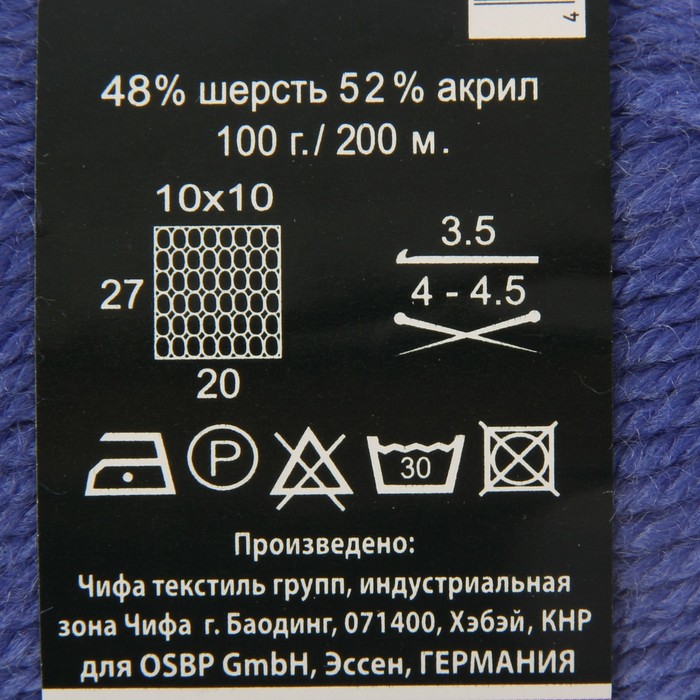 4
48% шерсть 52% акрил
100 г./ 200 м.
10x10
27
20
3.5
4 - 4.5
P
30
Произведено:
Чифа текстиль групп, индустриальная
зона Чифа г. Баодинг, 071400, Хэбэй, КНР
для OSBP GmbH, Эссен, ГЕРМАНИЯ